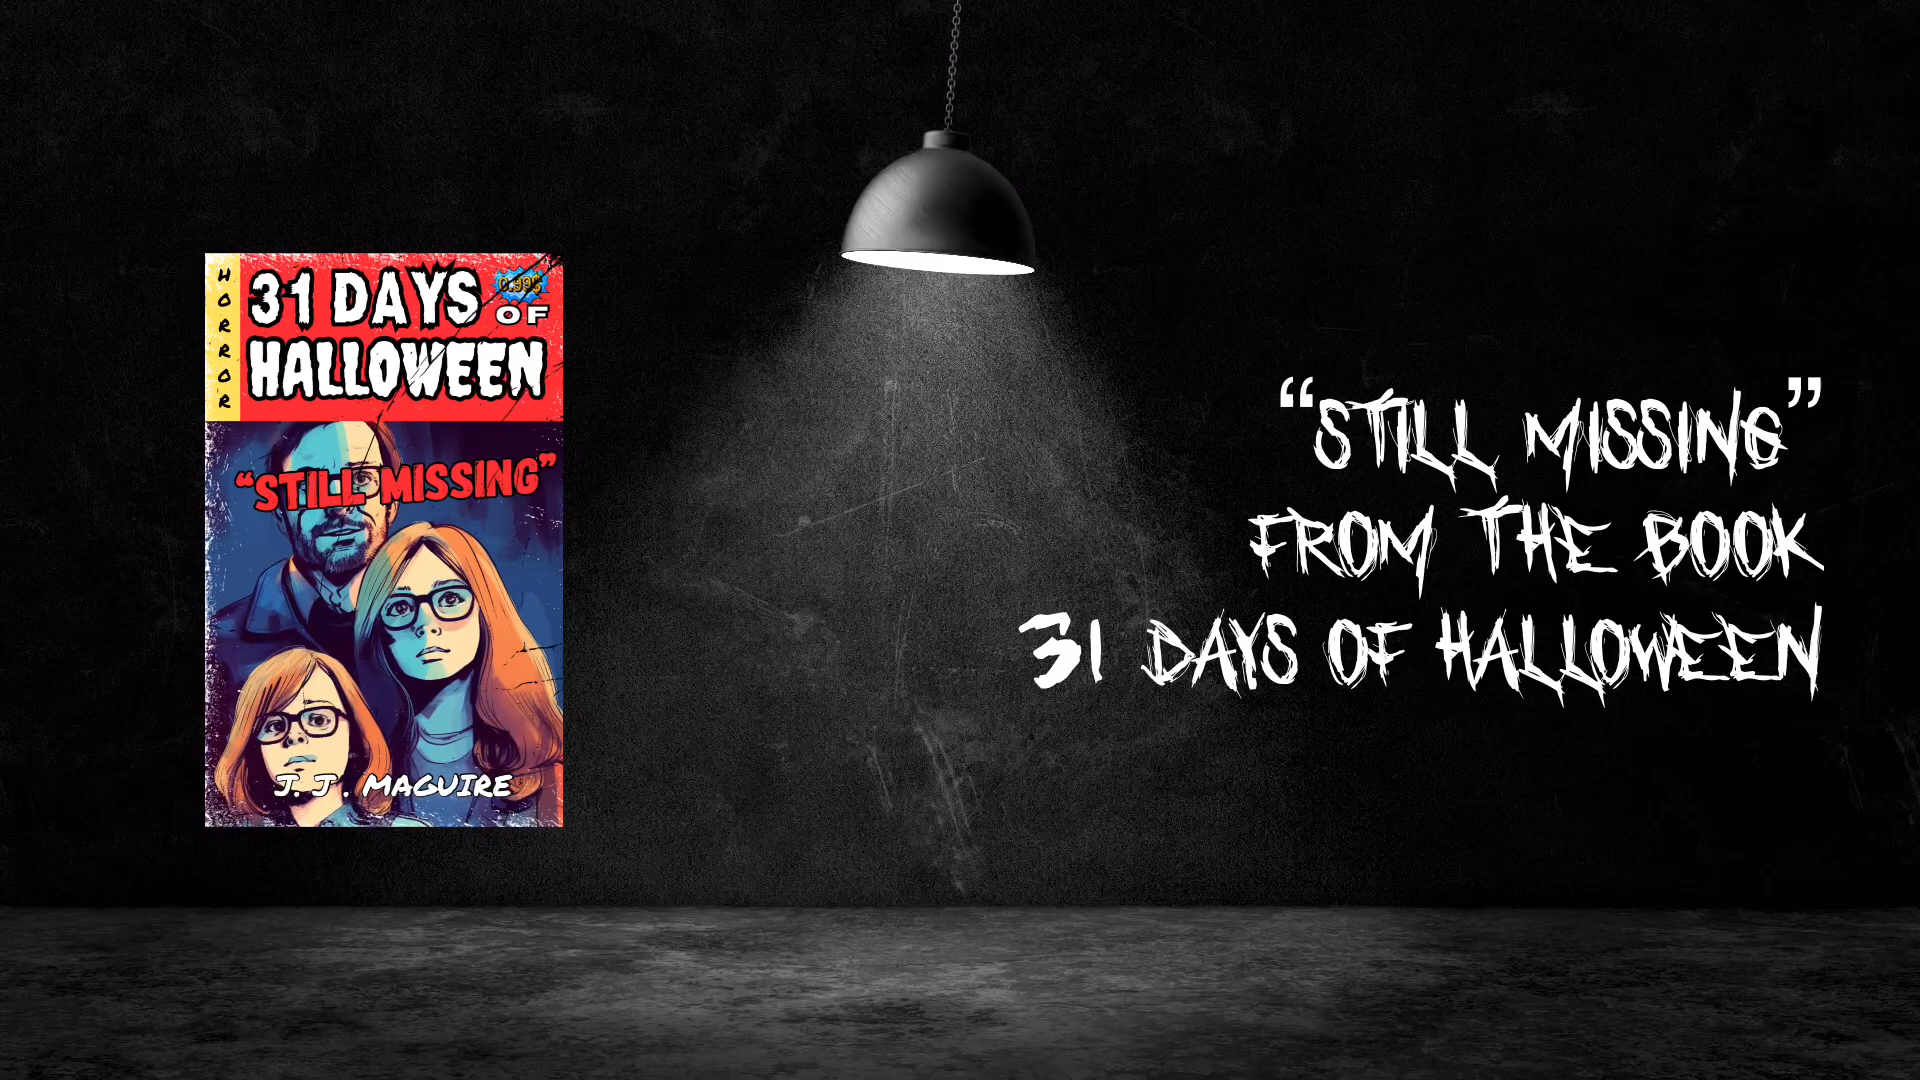 HORROR
31 DAYS
0.99¢
OF
HALLOWEEN
“STILL MISSING”
J. J. MAGUIRE
“STILL MISSING”
FROM THE BOOK
31 DAYS OF HALLOWEEN